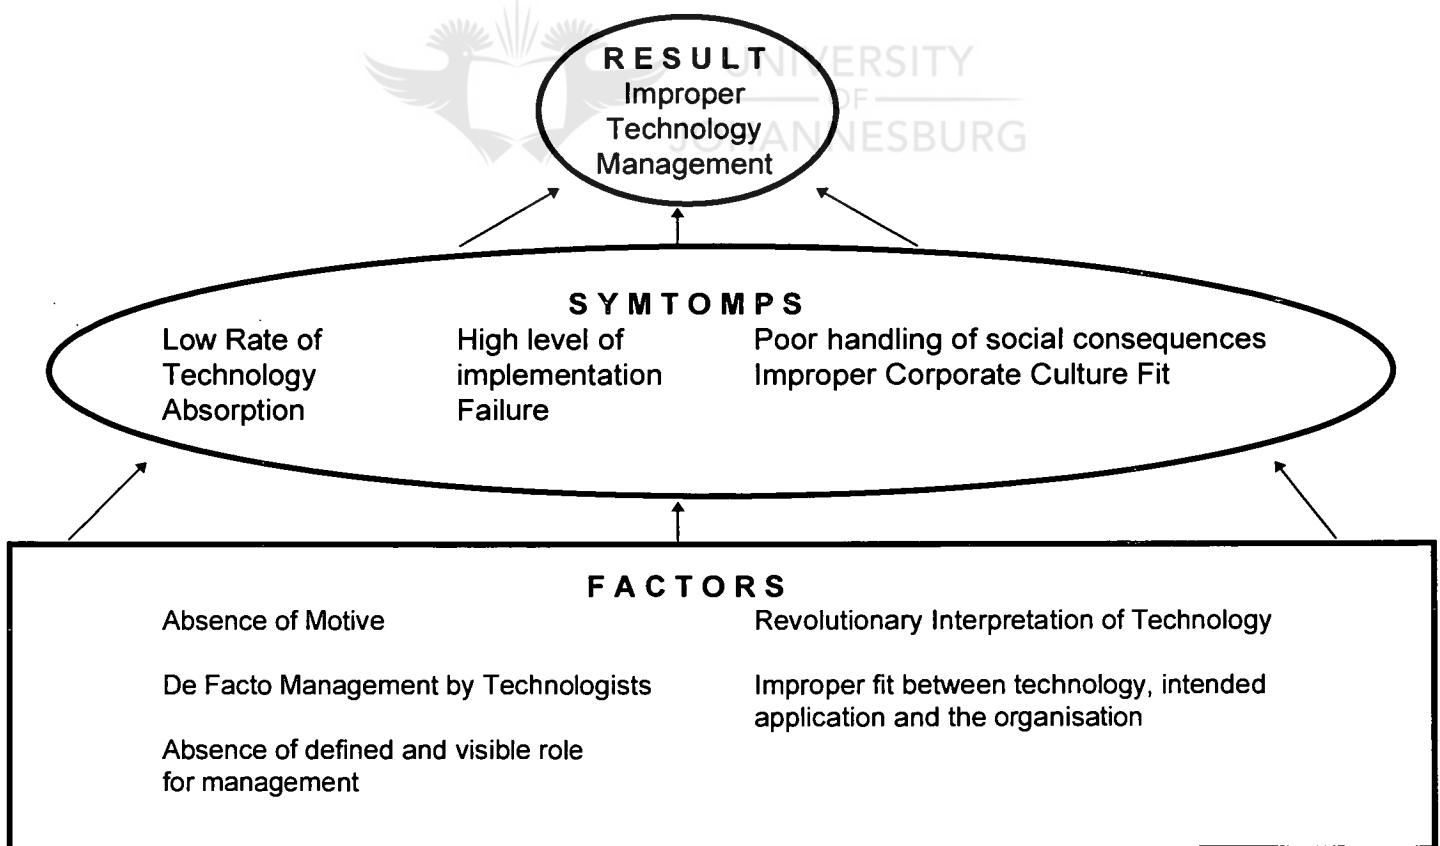 UNIVERSITY
OF
JOHANNESBURG
RESULT
Improper
Technology
Management
SYMTOMPS
Low Rate of
Technology
Absorption
High level of
implementation
Failure
Poor handling of social consequences
Improper Corporate Culture Fit
FACTORS
Absence of Motive
De Facto Management by Technologists
Absence of defined and visible role
for management
Revolutionary Interpretation of Technology
Improper fit between technology, intended
application and the organisation